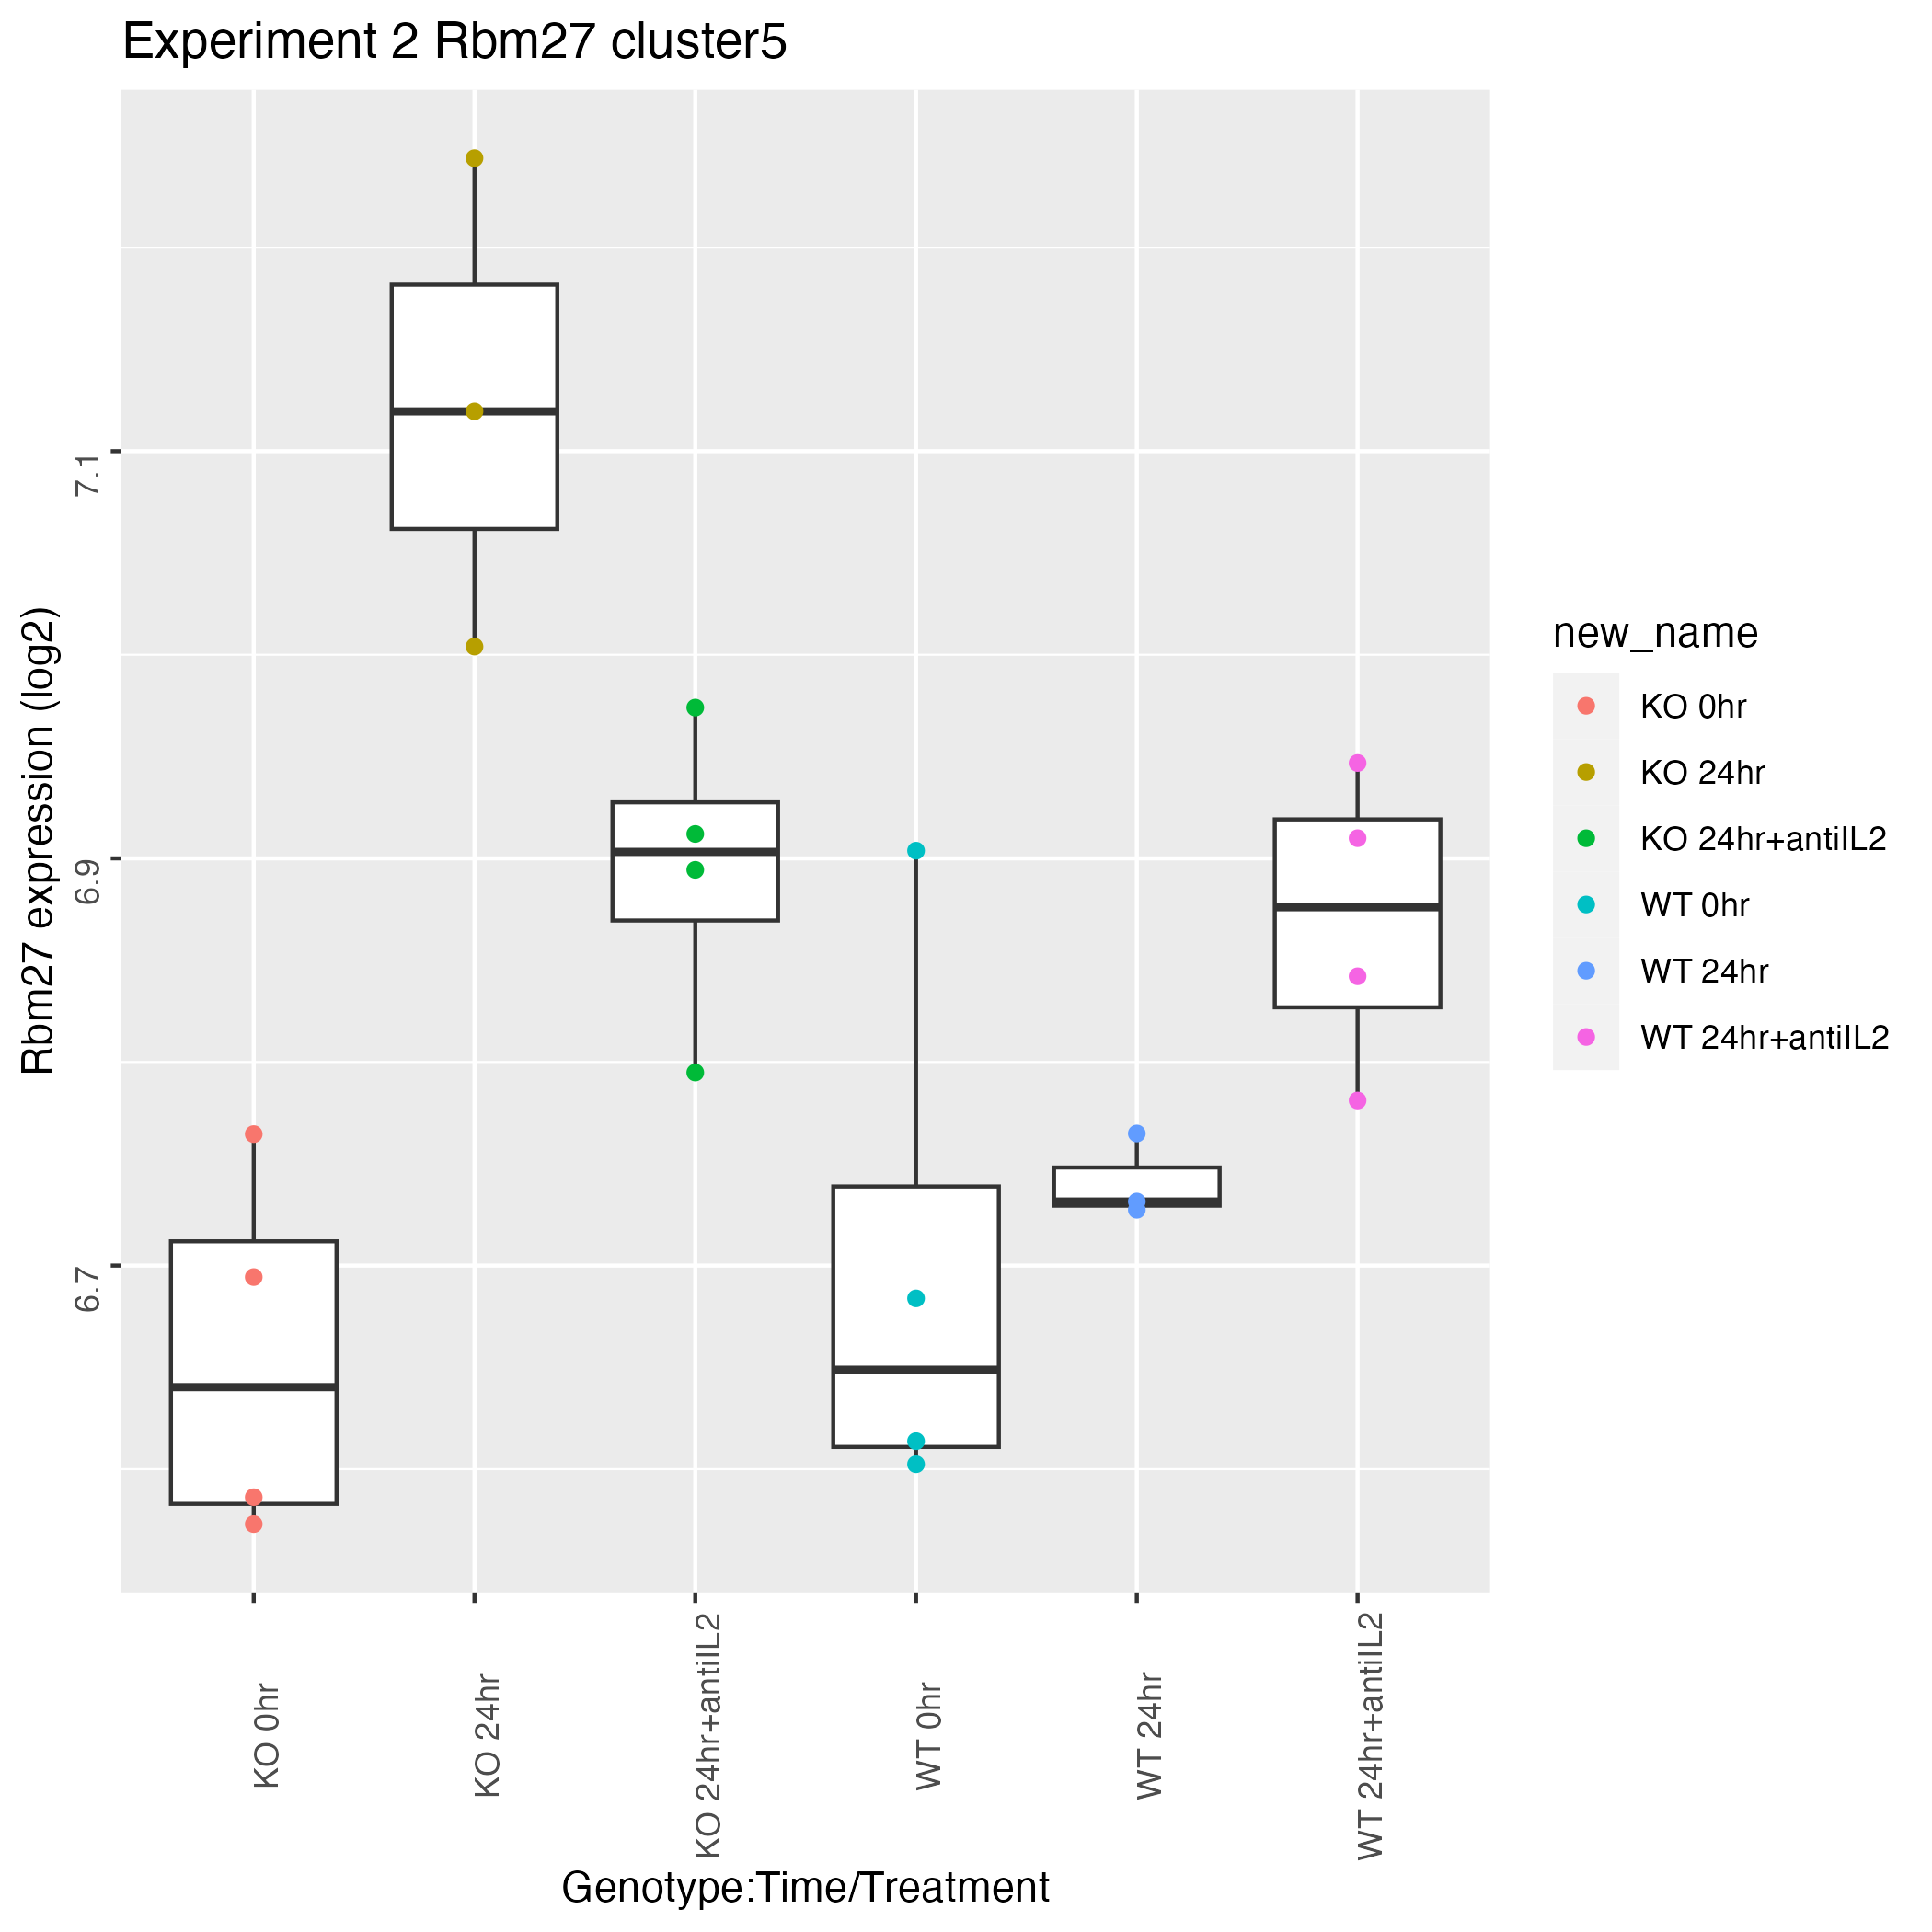 Experiment 2 Rbm27 cluster5
Rbm27 expression (log2)
7.1
6.9
6.7
KO 0hr
KO 24hr
KO 24hr+antiIL2
WT 0hr
WT 24hr
WT 24hr+antiIL2
Genotype:Time/Treatment
new_name
KO 0hr
KO 24hr
KO 24hr+antiIL2
WT 0hr
WT 24hr
WT 24hr+antiIL2